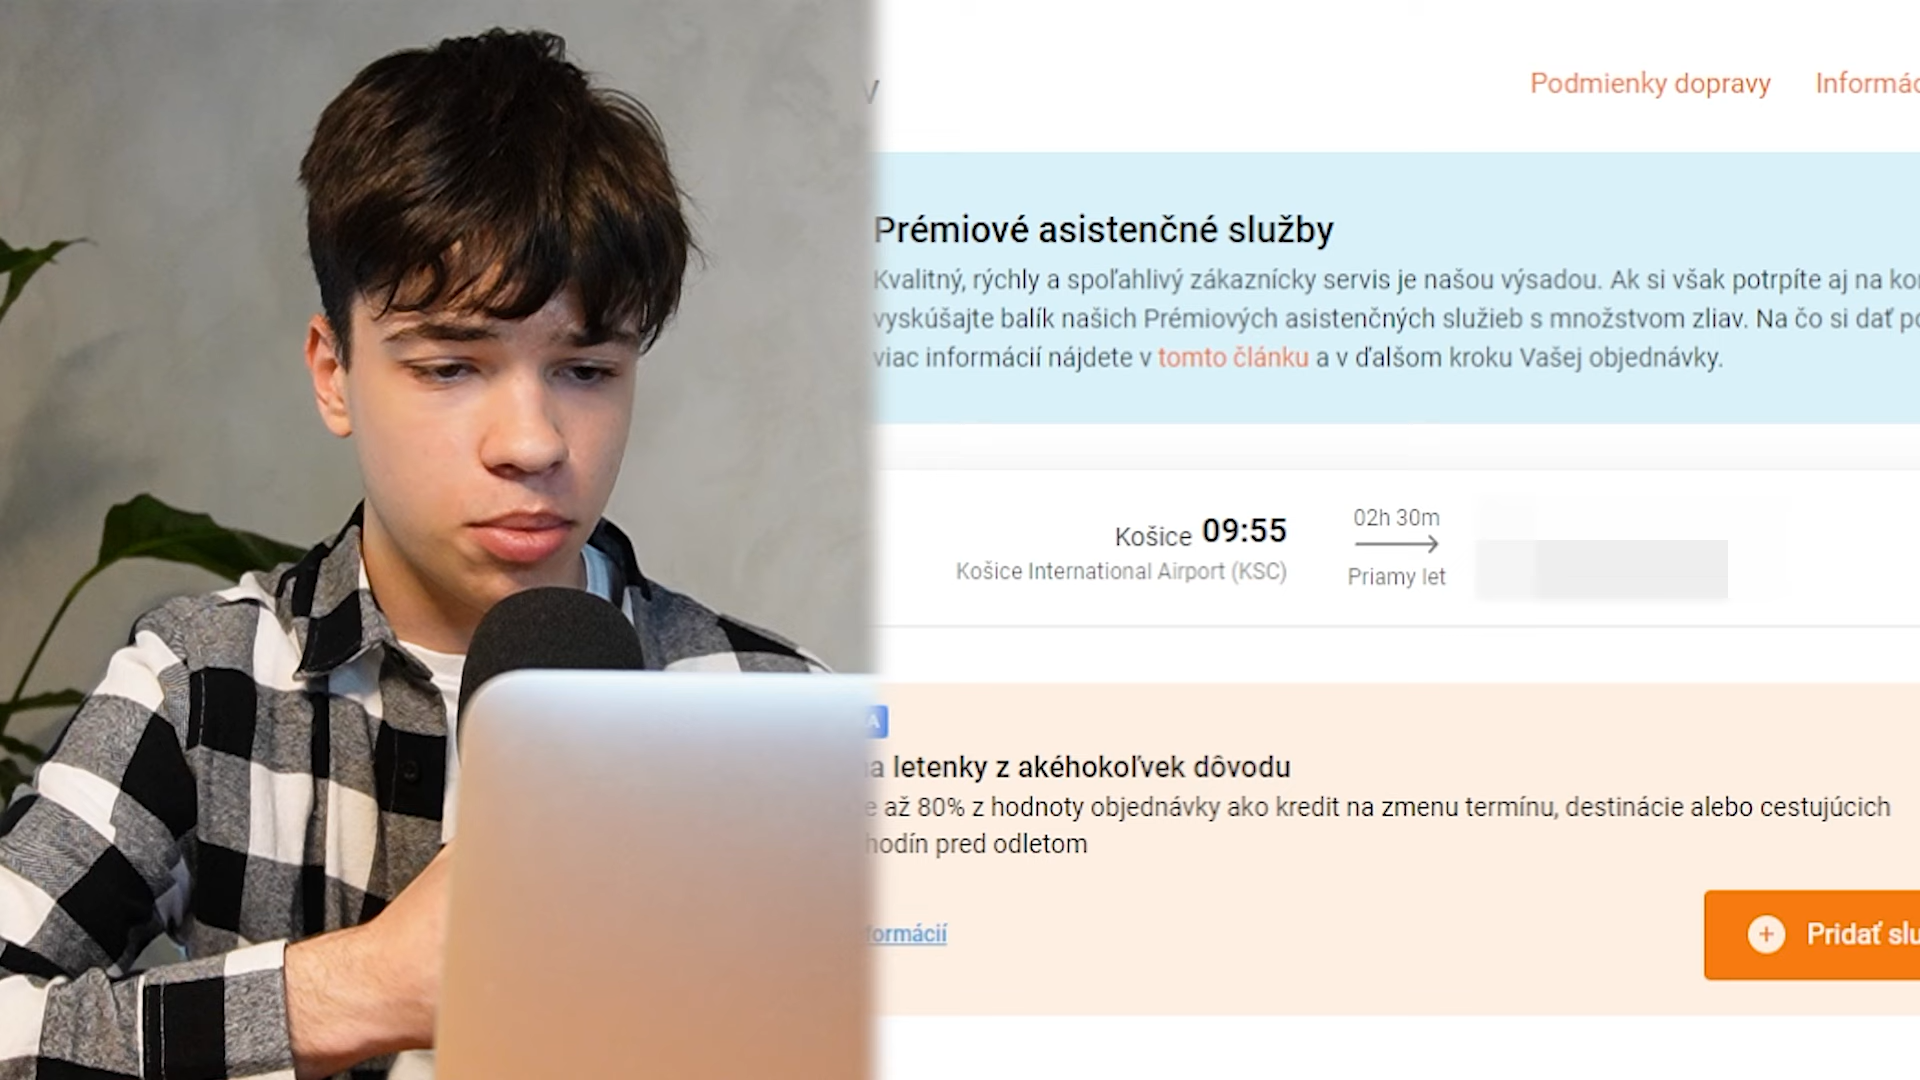 Podmienky dopravy Informác
Prémiové asistenčné služby
Kvalitný, rýchly a spoľahlivý zákaznícky servis je našou výsadou. Ak si však potrpíte aj na ko
vyskúšajte balík našich Prémiových asistenčných služieb s množstvom zliav. Na čo si dať po
viac informácií nájdete v tomto článku a v ďalšom kroku Vašej objednávky.
02h 30m
Košice 09:55
Košice International Airport (KSC)
Priamy let
A
na letenky z akéhokoľvek dôvodu
e až 80% z hodnoty objednávky ako kredit na zmenu termínu, destinácie alebo cestujúcich
hodín pred odletom
formácií
Pridať slu